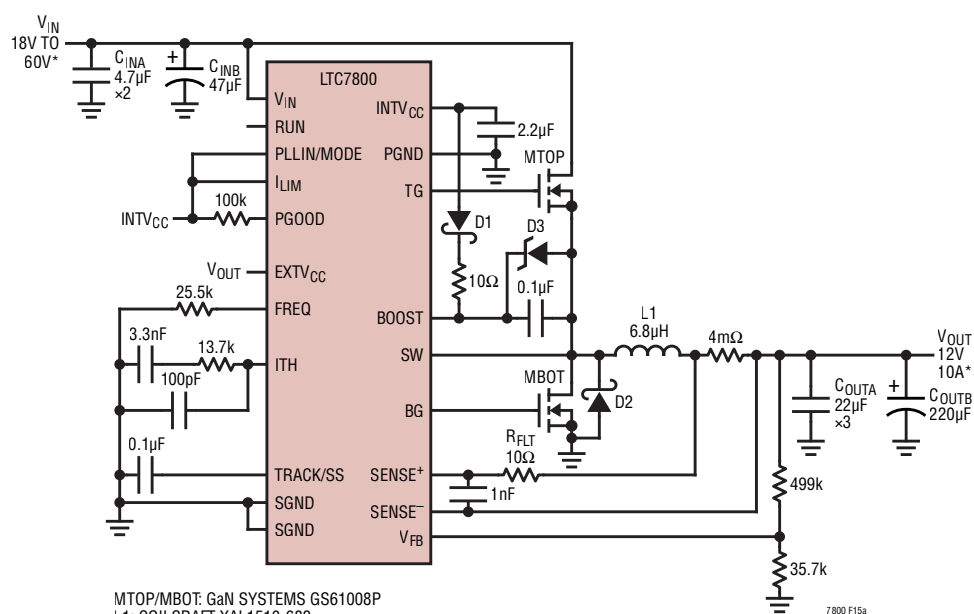 VIN
18V TO
60V*
CINA
4.7µF
×2
+
CINB
47µF
LTC7800
VIN
RUN
PLLIN/MODE
ILIM
INTVCC
100k
PGOOD
VOUT
EXTVCC
25.5k
FREQ
3.3nF
13.7k
ITH
100pF
0.1µF
TRACK/SS
SGND
SGND
INTVCC
2.2µF
PGND
MTOP
TG
D1
D3
10Ω
0.1µF
BOOST
L1
6.8µH
4mΩ
SW
VOUT
12V
10A*
MBOT
BG
D2
COUTA
22µF
×3
+
COUTB
220µF
RFLT
10Ω
SENSE+
1nF
SENSE–
499k
VFB
35.7k
MTOP/MBOT: GaN SYSTEMS GS61008P
7800 F15a